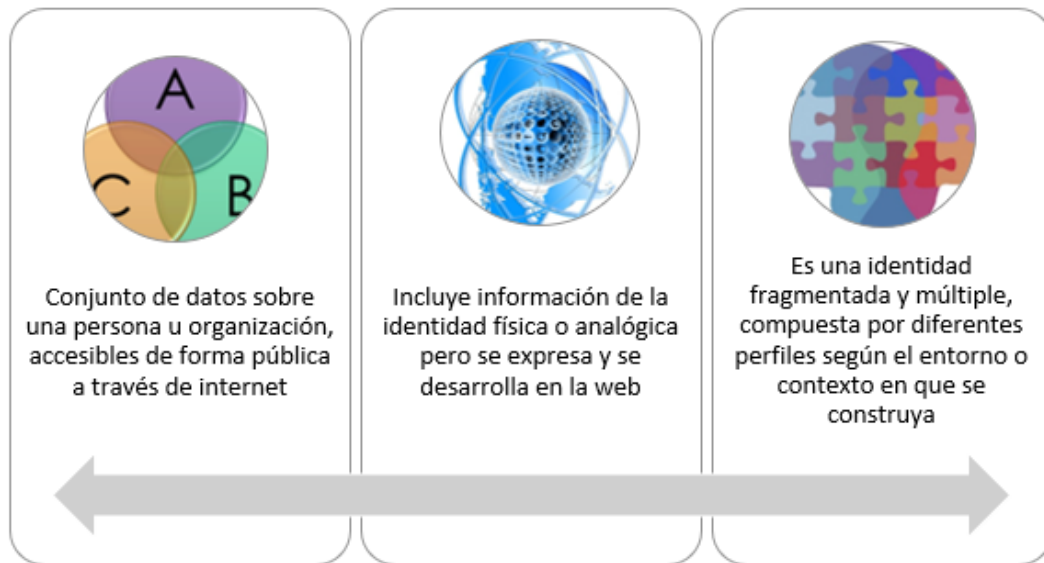 A
C
B
Conjunto de datos sobre
una persona u organización,
accesibles de forma pública
a través de internet
Incluye información de la
identidad física o analógica
pero se expresa y se
desarrolla en la web
Es una identidad
fragmentada y múltiple,
compuesta por diferentes
perfiles según el entorno o
contexto en que se
construya